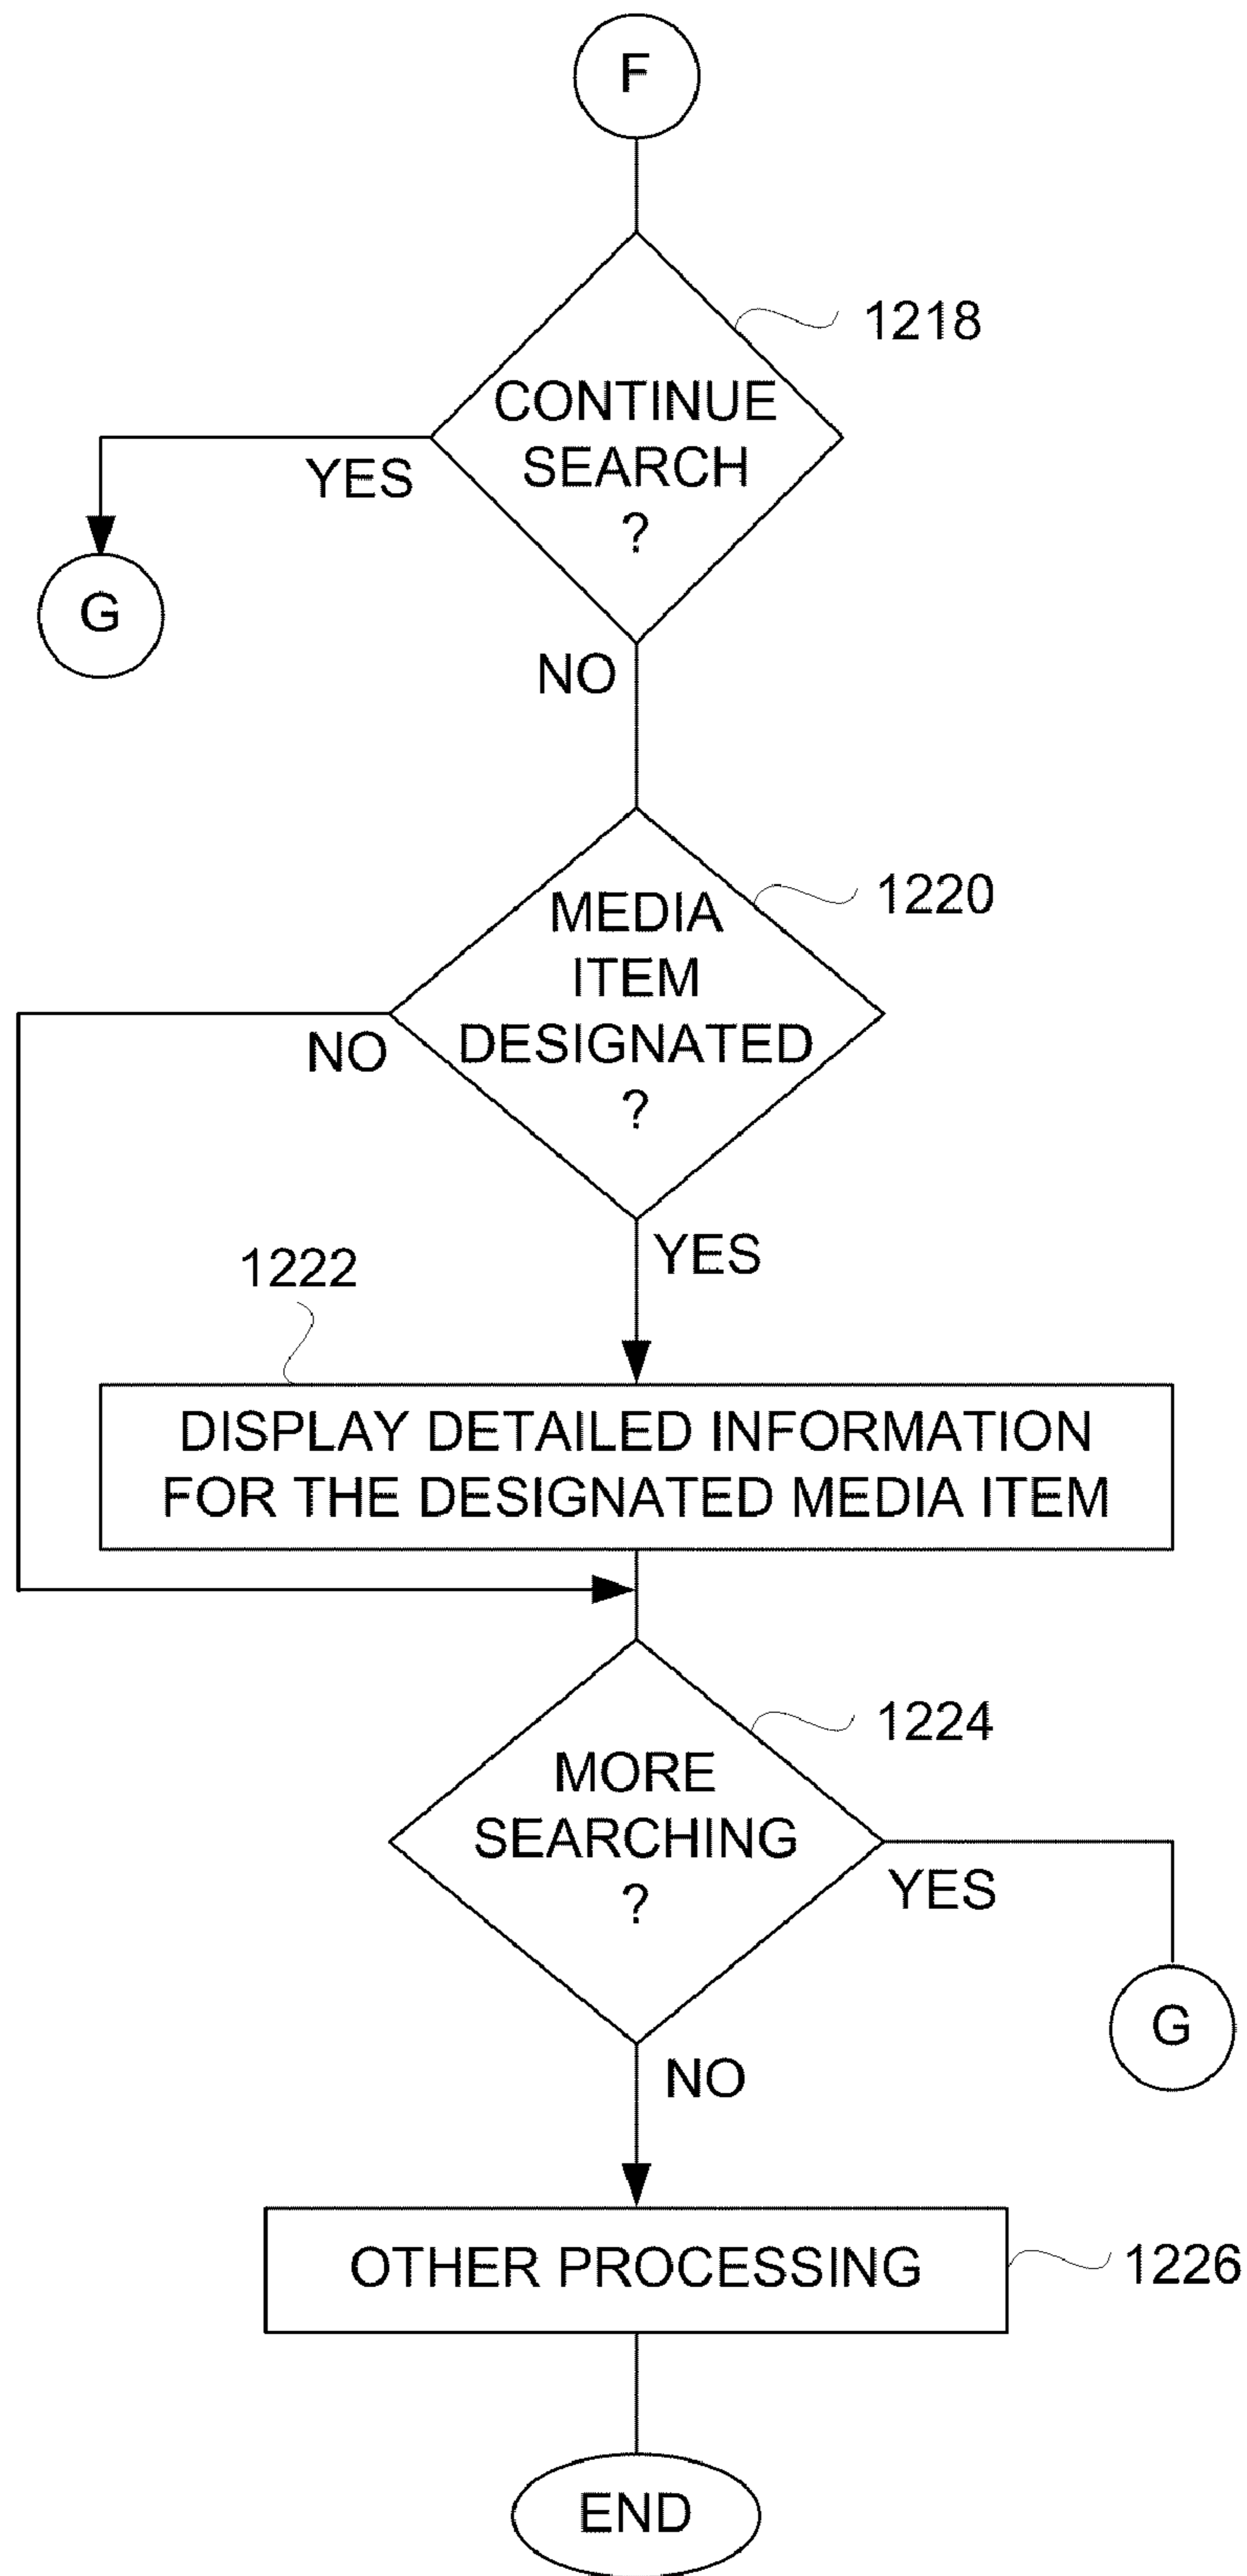 F
1218
CONTINUE
SEARCH
?
YES
G
NO
1220
MEDIA
ITEM
DESIGNATED
?
NO
YES
1222
DISPLAY DETAILED INFORMATION
FOR THE DESIGNATED MEDIA ITEM
1224
MORE
SEARCHING
?
YES
G
NO
OTHER PROCESSING
1226
END